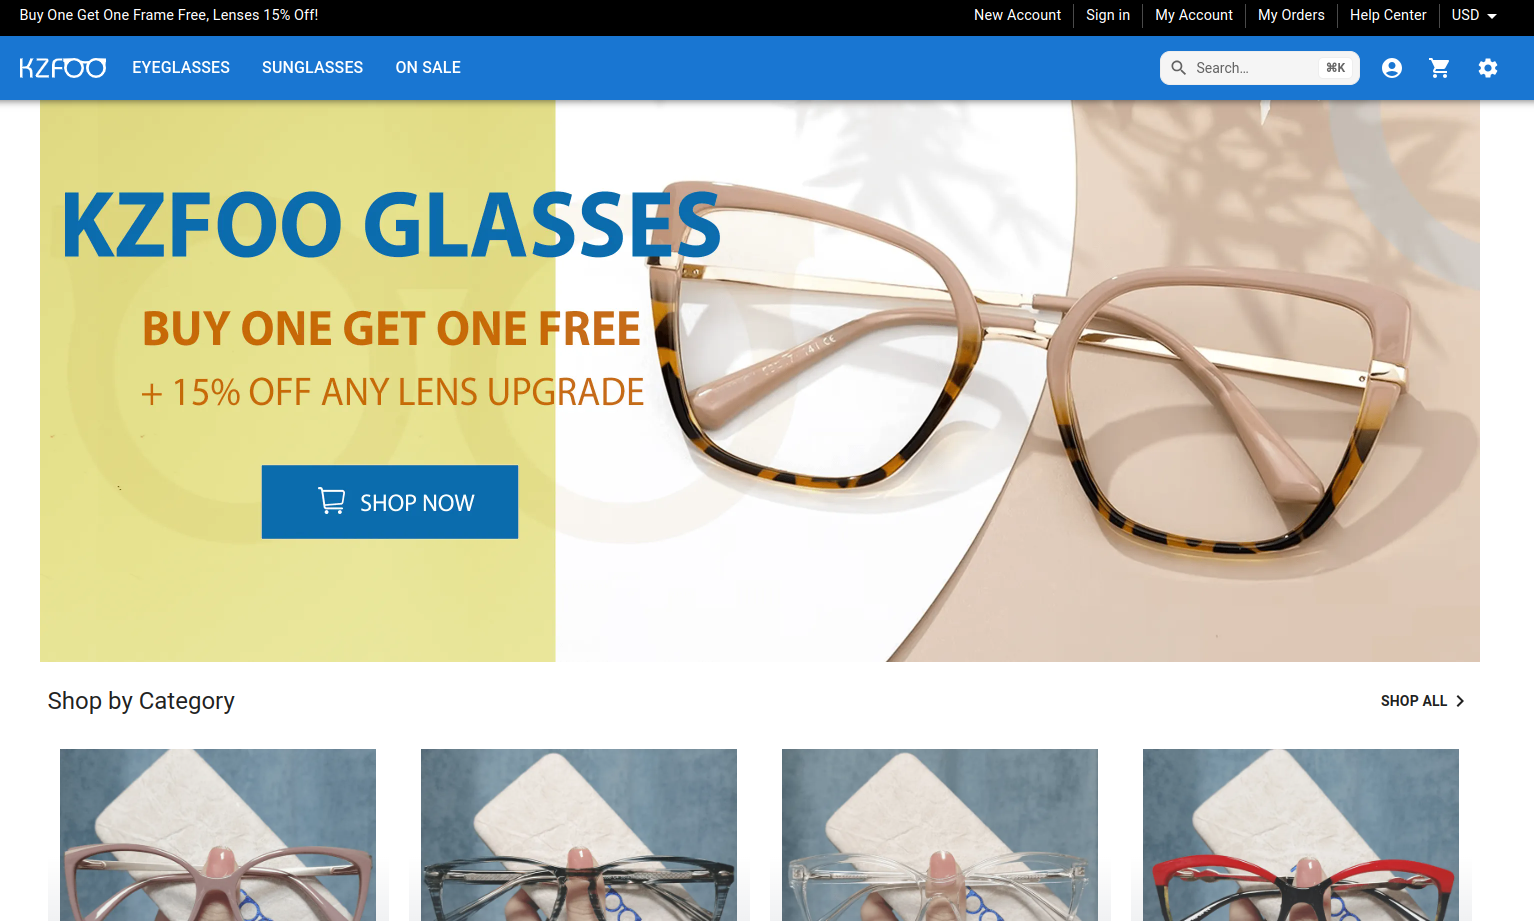 Buy One Get One Frame Free, Lenses 15% Off!
New Account
Sign in
My Account
My Orders
Help Center
USD
KZFOO
EYEGLASSES
SUNGLASSES
ON SALE
Search…
⌘K
KZFOO GLASSES
BUY ONE GET ONE FREE
+ 15% OFF ANY LENS UPGRADE
SHOP NOW
Shop by Category
SHOP ALL